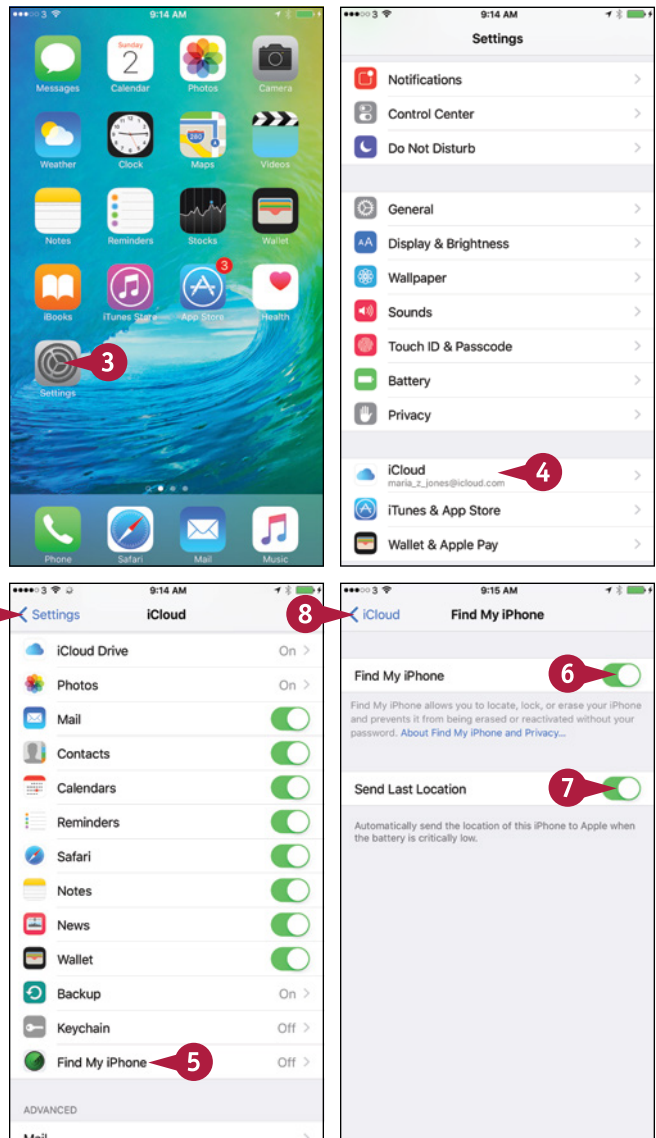 3
9:14 AM
Sunday
2
Messages
Calendar
Photos
Camera
280
Weather
Clock
Maps
Videos
Notes
Reminders
Stocks
Wallet
3
iBooks
iTunes Store
App Store
Health
3
Settings
Phone
Safari
Mail
Music
3
9:14 AM
Settings
Notifications
Control Center
Do Not Disturb
General
AA
Display & Brightness
Wallpaper
Sounds
Touch ID & Passcode
Battery
Privacy
iCloud
maria_z_jones@icloud.com
4
iTunes & App Store
Wallet & Apple Pay
3
9:14 AM
Settings
iCloud
iCloud Drive
On
Photos
On
Mail
Contacts
Calendars
Reminders
Safari
Notes
News
Wallet
Backup
On
Keychain
Off
Find My iPhone
5
Off
ADVANCED
Mail
3
9:15 AM
8
iCloud
Find My iPhone
Find My iPhone
6
Find My iPhone allows you to locate, lock, or erase your iPhone
and prevents it from being erased or reactivated without your
password. About Find My iPhone and Privacy...
Send Last Location
7
Automatically send the location of this iPhone to Apple when
the battery is critically low.